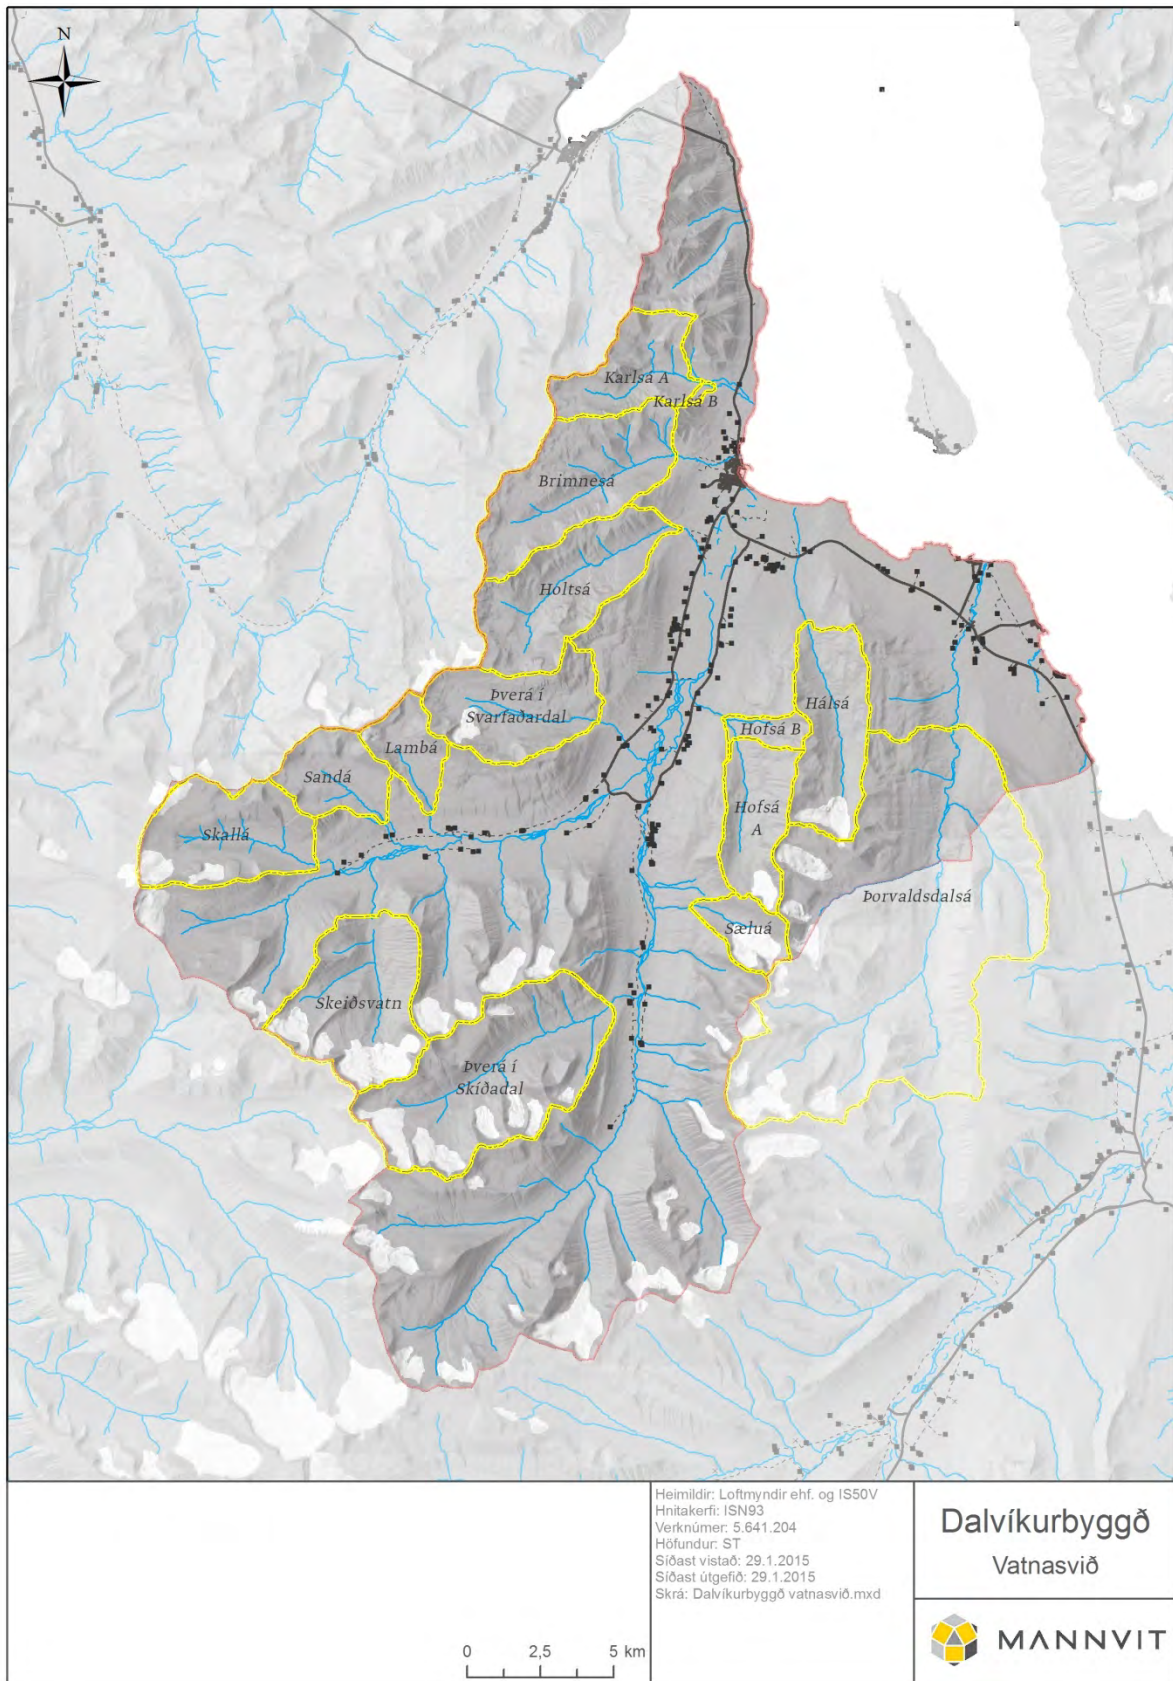 N
Karlsá A
Karlsá B
Brimnesá
Holtsá
Þverá í
Svarfaðardal
Hálsá
Hofsá B
Lambá
Sandá
Hofsá
A
Skallá
Þorvaldsdalsá
Sæluá
Skeiðsvatn
Þverá í
Skíðadal
Heimildir: Loftmyndir ehf. og IS50V
Hnitakerfi: ISN93
Verknúmer: 5.641.204
Höfundur: ST
Síðast vistað: 29.1.2015
Síðast útgefið: 29.1.2015
Skrá: Dalvíkurbyggð vatnasvið.mxd
0 2,5 5 km
Dalvíkurbyggð
Vatnasvið
MANNVIT